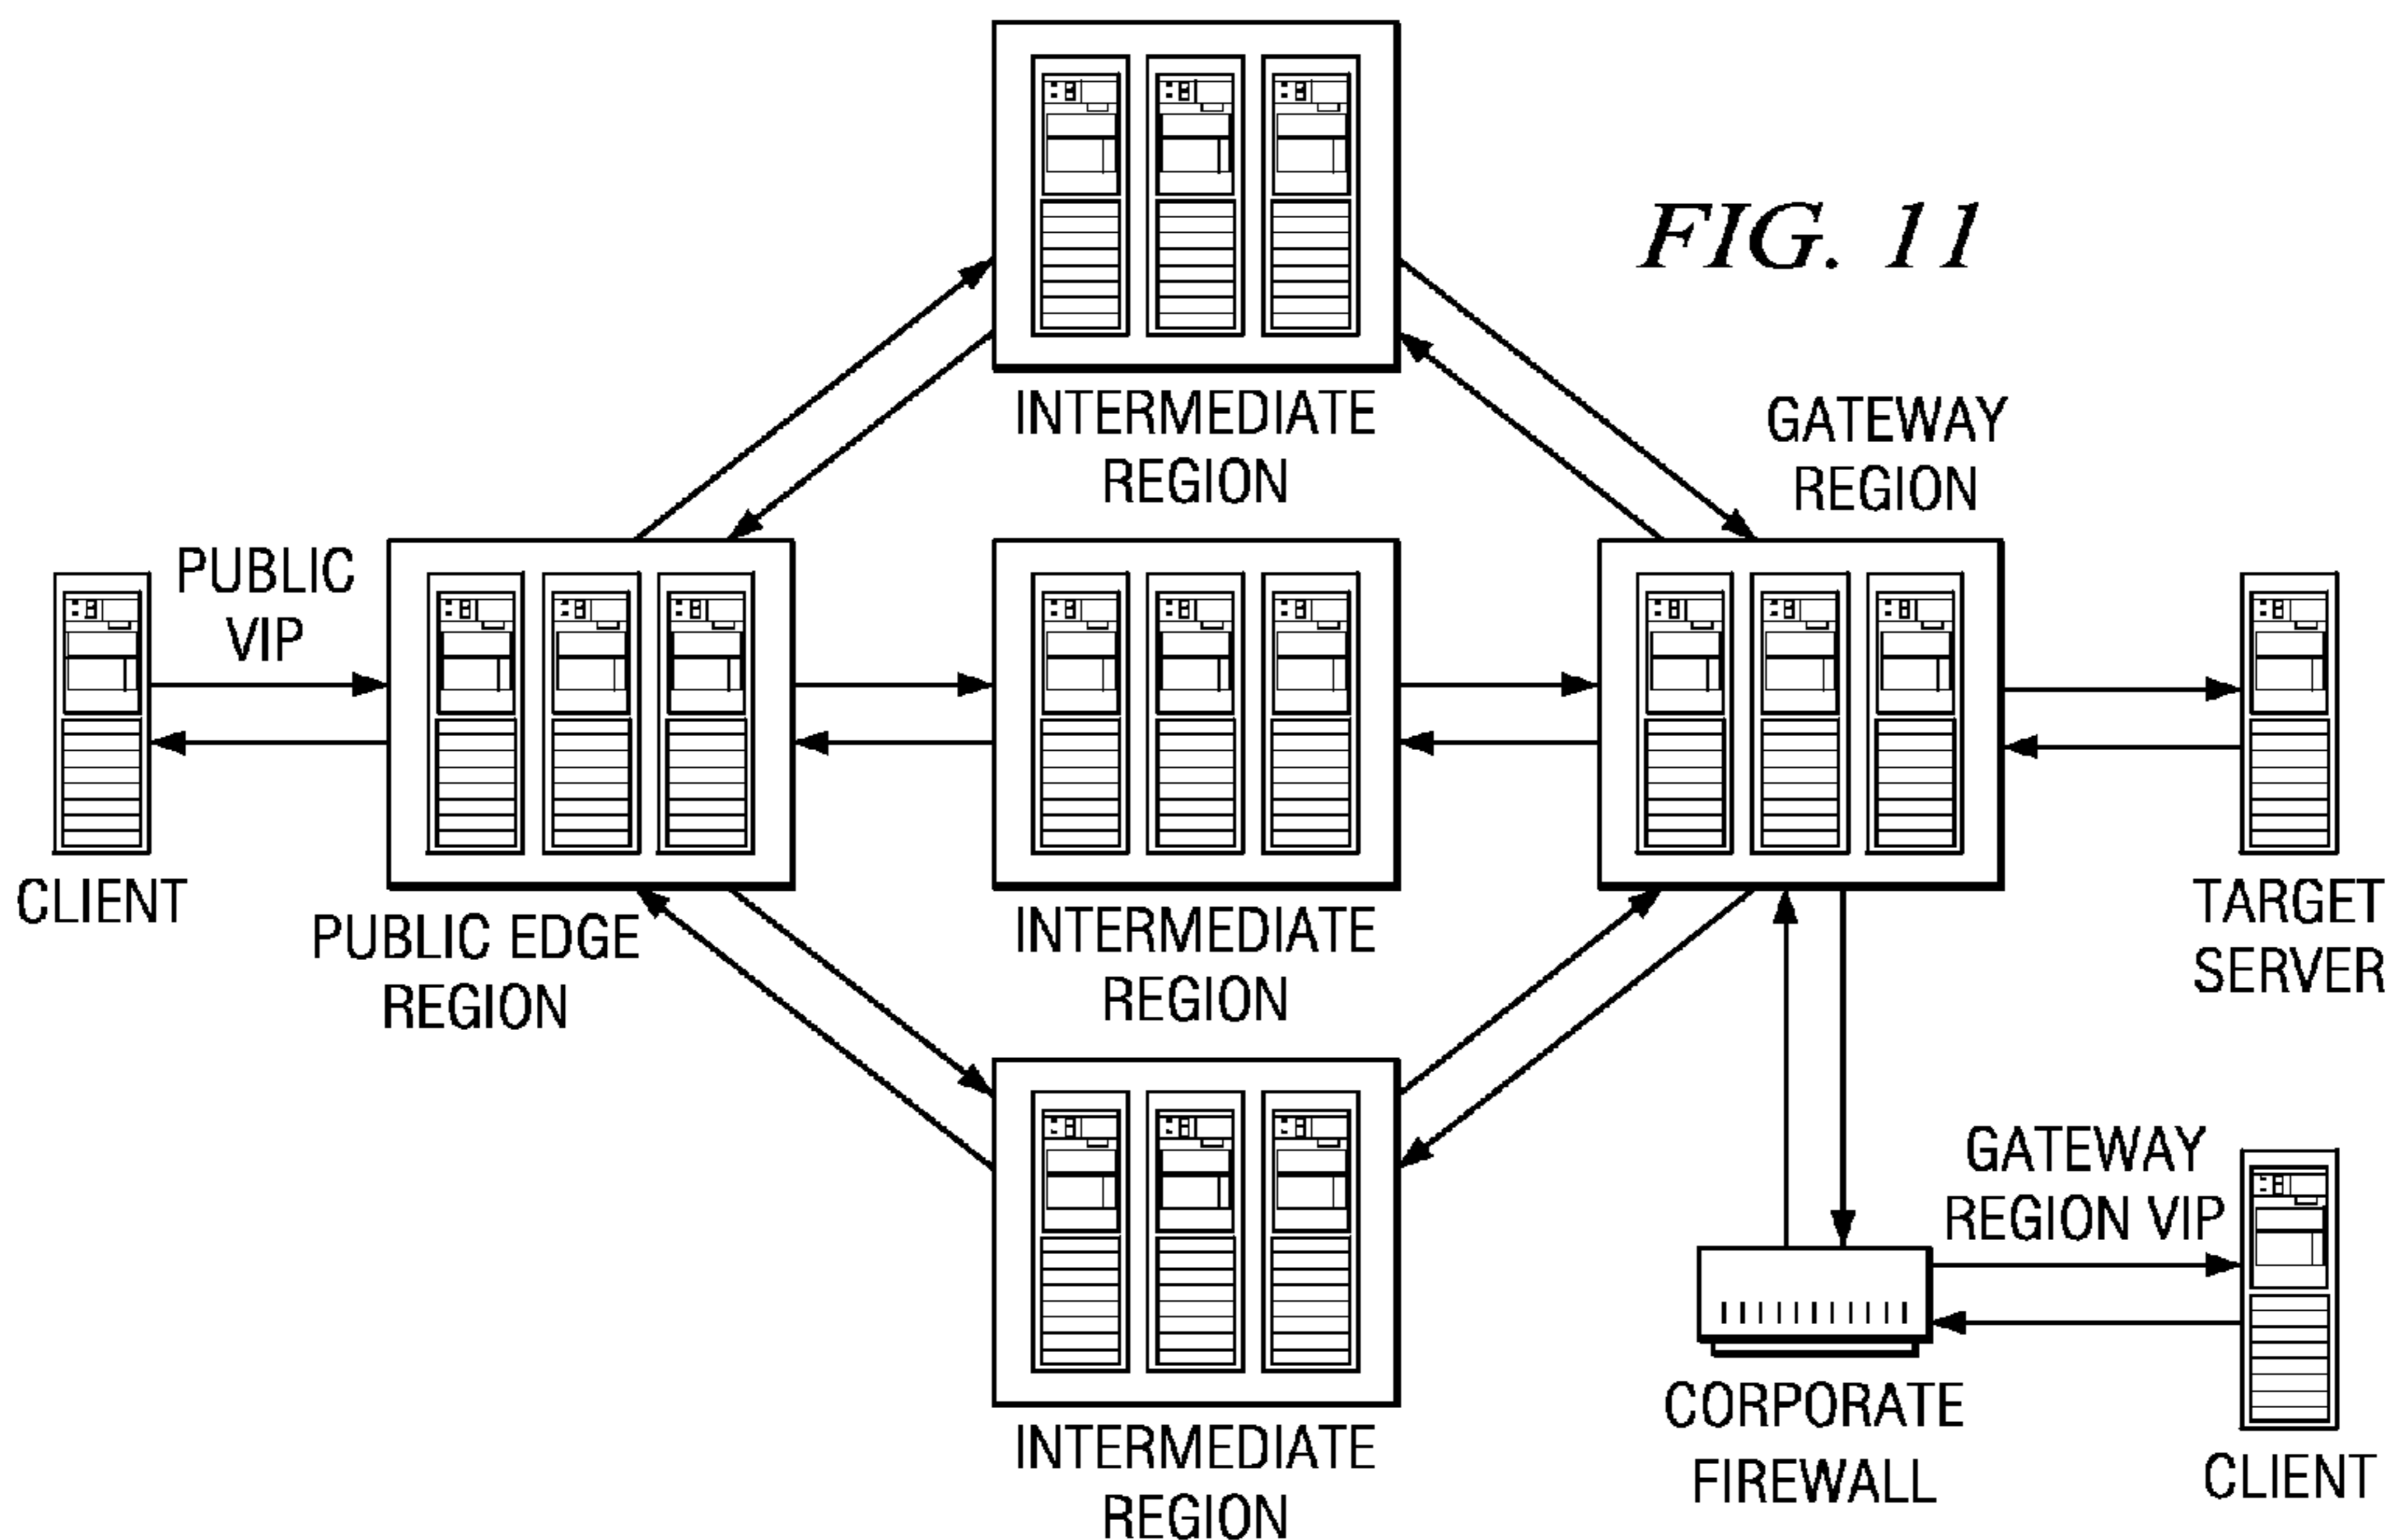 FIG. 11
INTERMEDIATE
REGION
GATEWAY
REGION
PUBLIC
VIP
CLIENT
PUBLIC EDGE
REGION
INTERMEDIATE
REGION
TARGET
SERVER
GATEWAY
REGION VIP
CORPORATE
FIREWALL
CLIENT
INTERMEDIATE
REGION